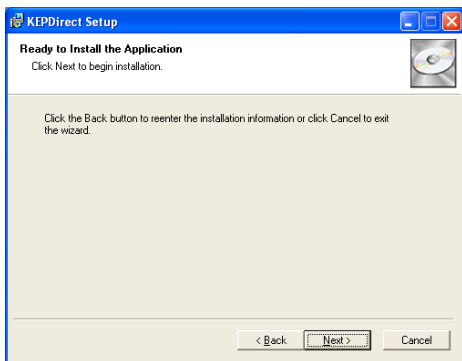 KEPDirect Setup
Ready to Install the Application
Click Next to begin installation.
Click the Back button to reenter the installation information or click Cancel to exit
the wizard.
< Back Next > Cancel